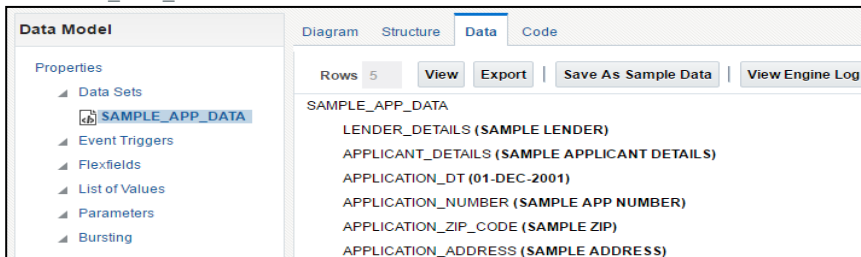 Data Model
Properties
Data Sets
SAMPLE_APP_DATA
Event Triggers
Flexfields
List of Values
Parameters
Bursting
Diagram Structure Data Code
Rows 5 View Export | Save As Sample Data | View Engine Log
SAMPLE_APP_DATA
LENDER_DETAILS (SAMPLE LENDER)
APPLICANT_DETAILS (SAMPLE APPLICANT DETAILS)
APPLICATION_DT (01-DEC-2001)
APPLICATION_NUMBER (SAMPLE APP NUMBER)
APPLICATION_ZIP_CODE (SAMPLE ZIP)
APPLICATION_ADDRESS (SAMPLE ADDRESS)